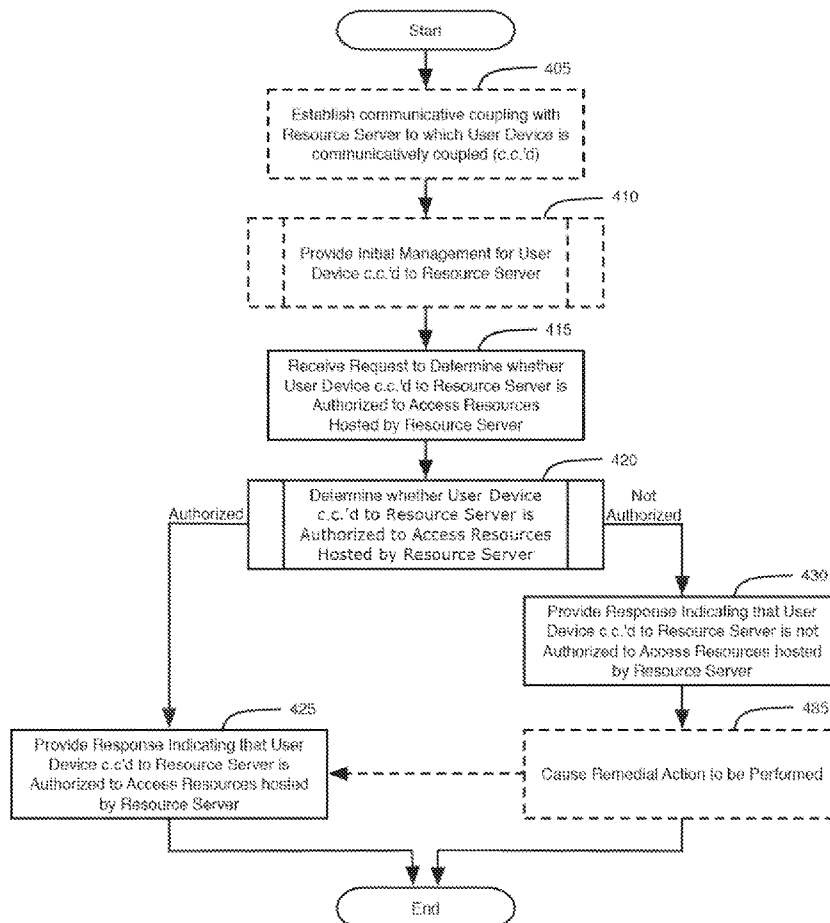 Start
405
Establish communicative coupling with
Resource Server to which User Device is
communicatively coupled (c.c.'d)
410
Provide Initial Management for User
Device c.c.'d to Resource Server
415
Receive Request to Determine whether
User Device c.c.'d to Resource Server is
Authorized to Access Resources
Hosted by Resource Server
420
Determine whether User Device
c.c.'d to Resource Server is
Authorized to Access Resources
Hosted by Resource Server
Authorized
Not
Authorized
430
Provide Response Indicating that User
Device c.c.'d to Resource Server is not
Authorized to Access Resources hosted
by Resource Server
425
Provide Response Indicating that User
Device c.c'd to Resource Server is
Authorized to Access Resources hosted
by Resource Server
485
Cause Remedial Action to be Performed
End